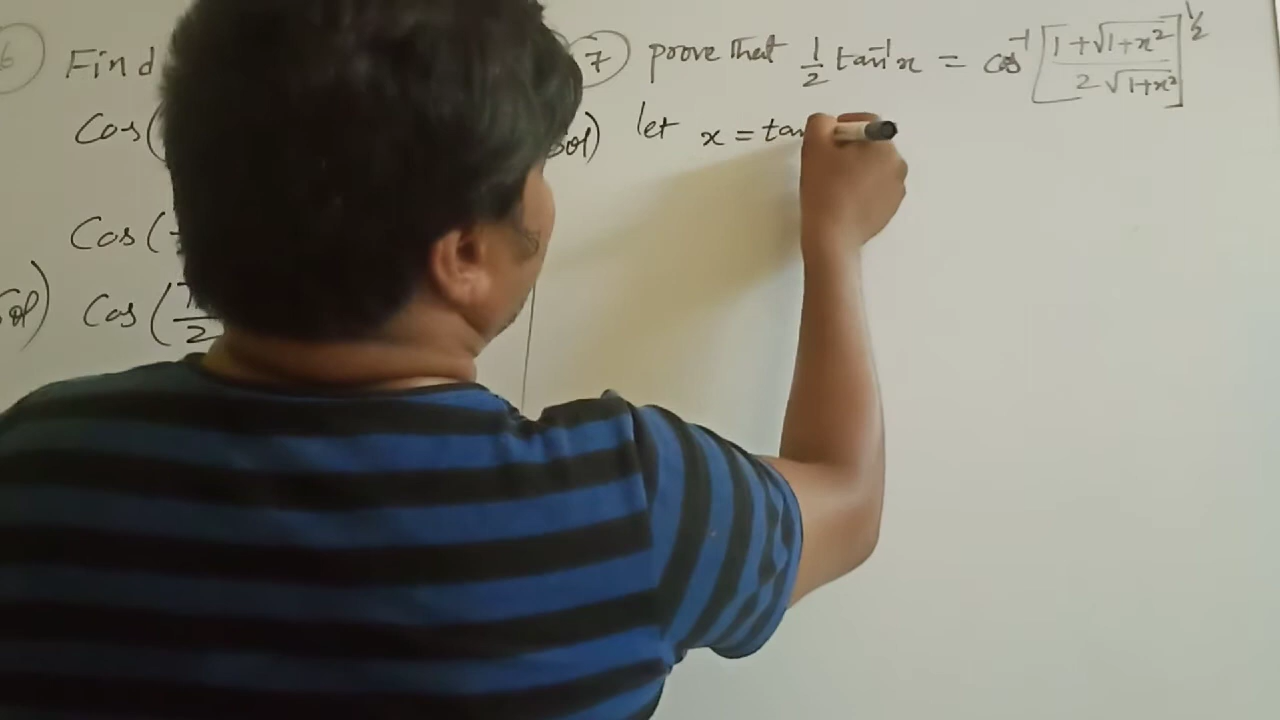 6 Find
Cos(
Cos(-
Sol) Cos(π/2
7 prove that 1/2 tan⁻¹x = cos⁻¹[(1+√(1+x²))/(2√(1+x²))]^(1/2)
Sol) let x = tan